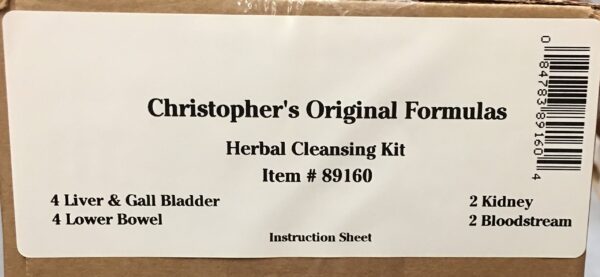 Christopher's Original Formulas
Herbal Cleansing Kit
Item # 89160
4 Liver & Gall Bladder
4 Lower Bowel
2 Kidney
2 Bloodstream
Instruction Sheet
0 84783 89160 4